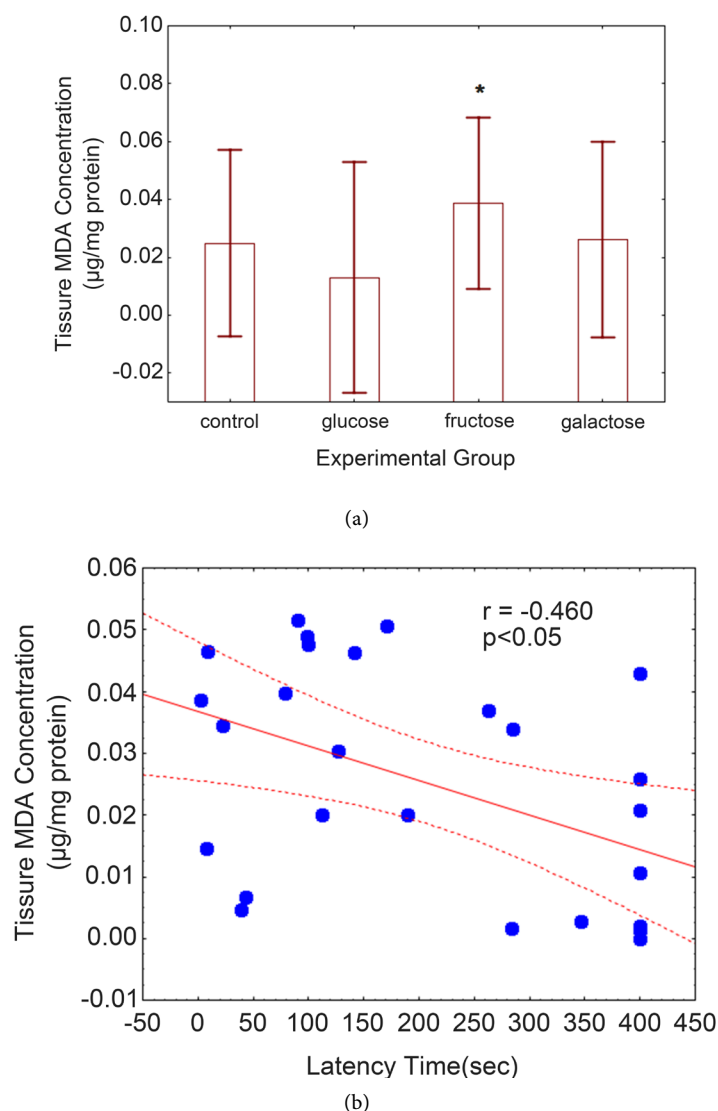 0.10
0.08
0.06
0.04
0.02
0.00
-0.02
Tissure MDA Concentration
(µg/mg protein)
*
control glucose fructose galactose
Experimental Group
(a)
0.06
0.05
0.04
0.03
0.02
0.01
0.00
-0.01
Tissure MDA Concentration
(µg/mg protein)
r = -0.460
p<0.05
-50 0 50 100 150 200 250 300 350 400 450
Latency Time(sec)
(b)